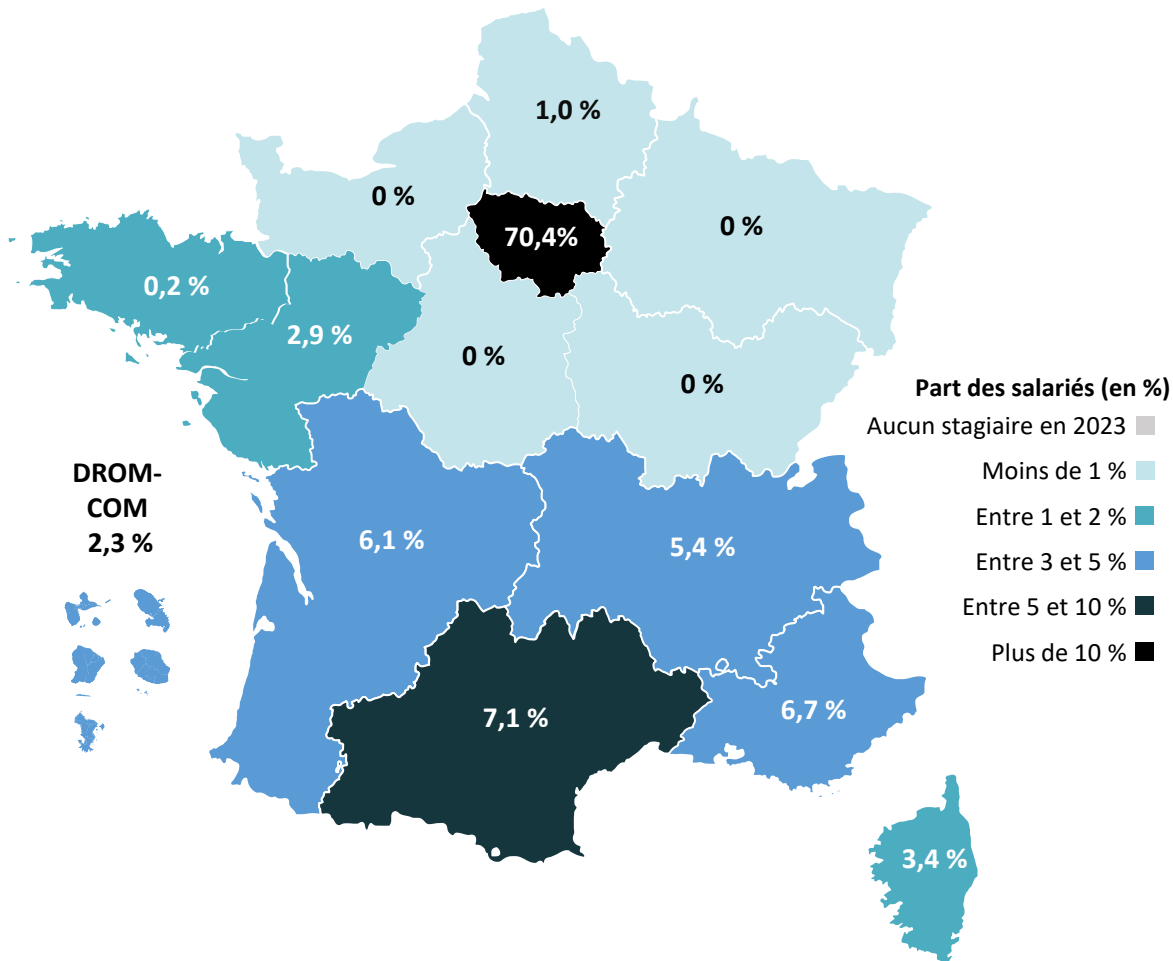 1,0 %
0 %
0 %
70,4%
0,2 %
2,9 %
0 %
0 %
Part des salariés (en %)
Aucun stagiaire en 2023
Moins de 1 %
Entre 1 et 2 %
Entre 3 et 5 %
Entre 5 et 10 %
Plus de 10 %
DROM-
COM
2,3 %
6,1 %
5,4 %
7,1 %
6,7 %
3,4 %